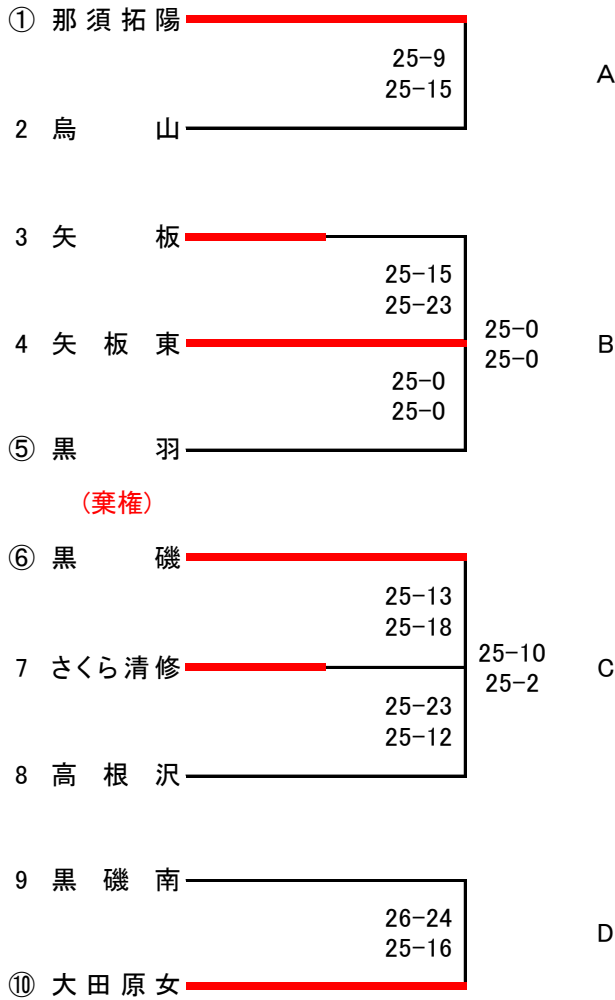 ① 那須拓陽
25-9
25-15
A
2 烏山
3 矢板
25-15
25-23
4 矢板東
25-0
25-0
B
25-0
25-0
⑤ 黒羽
(棄権)
⑥ 黒磯
25-13
25-18
7 さくら清修
25-10
25-2
C
25-23
25-12
8 高根沢
9 黒磯南
26-24
25-16
D
⑩ 大田原女